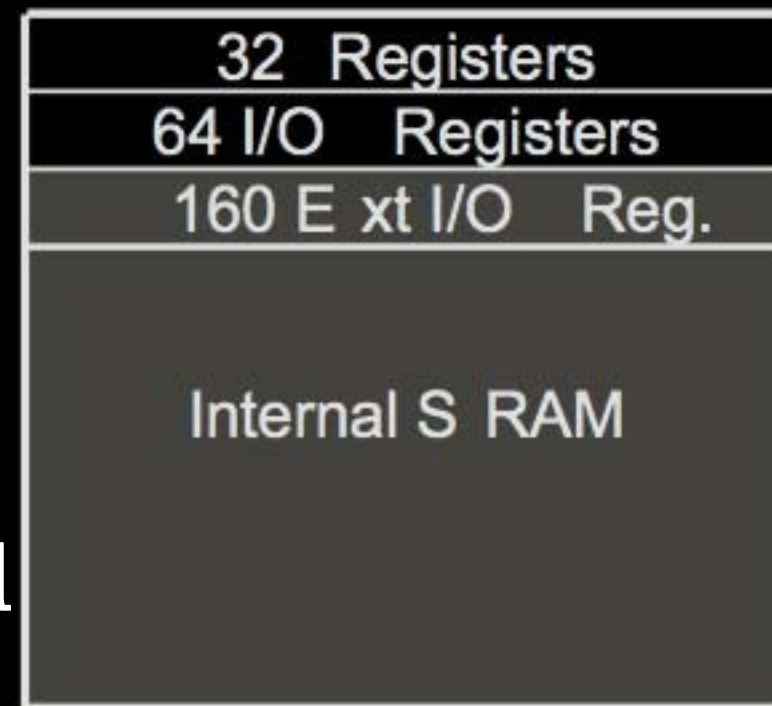 32 Registers
64 I/O Registers
160 E xt I/O Reg.
Internal S RAM